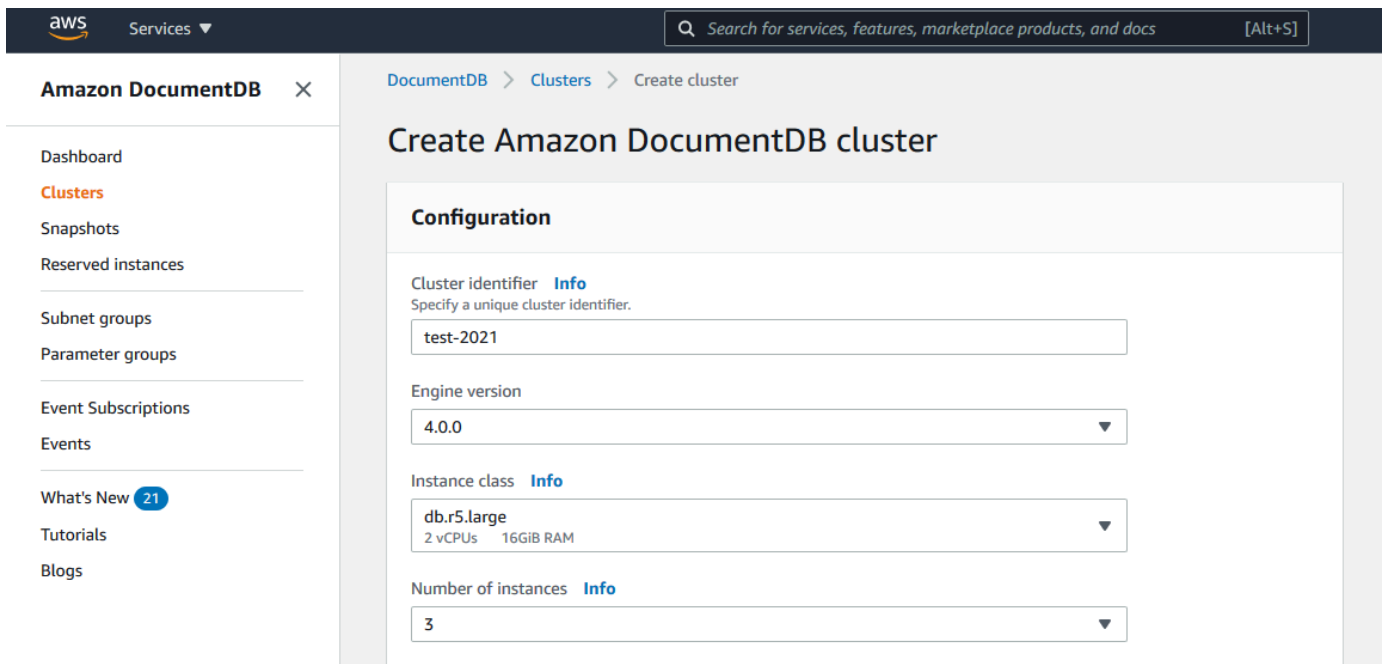 aws
Services ▼
Search for services, features, marketplace products, and docs [Alt+S]
Amazon DocumentDB
Dashboard
Clusters
Snapshots
Reserved instances
Subnet groups
Parameter groups
Event Subscriptions
Events
What's New 21
Tutorials
Blogs
DocumentDB > Clusters > Create cluster
Create Amazon DocumentDB cluster
Configuration
Cluster identifier Info
Specify a unique cluster identifier.
test-2021
Engine version
4.0.0
Instance class Info
db.r5.large
2 vCPUs 16GiB RAM
Number of instances Info
3